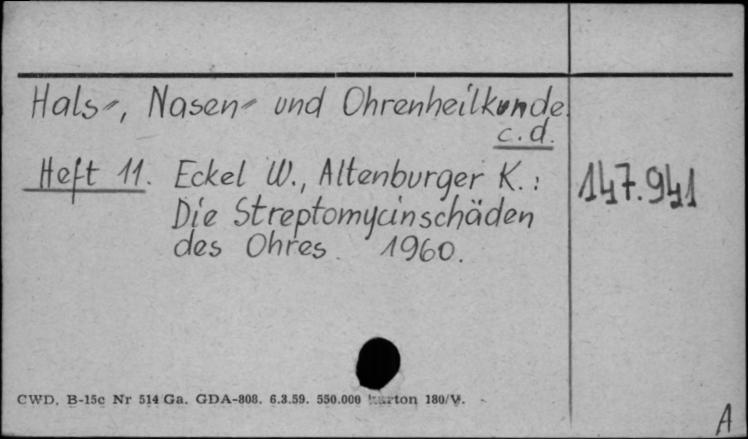 Hals-, Nasen- und Ohrenheilkunde.
c.d.
Heft 11. Eckel W., Altenburger K.: 147.941
Die Streptomycinschäden
des Ohres. 1960.
CWD. B-15c Nr 514 Ga. GDA-808. 6.3.59. 550.000 karton 180/V.
A